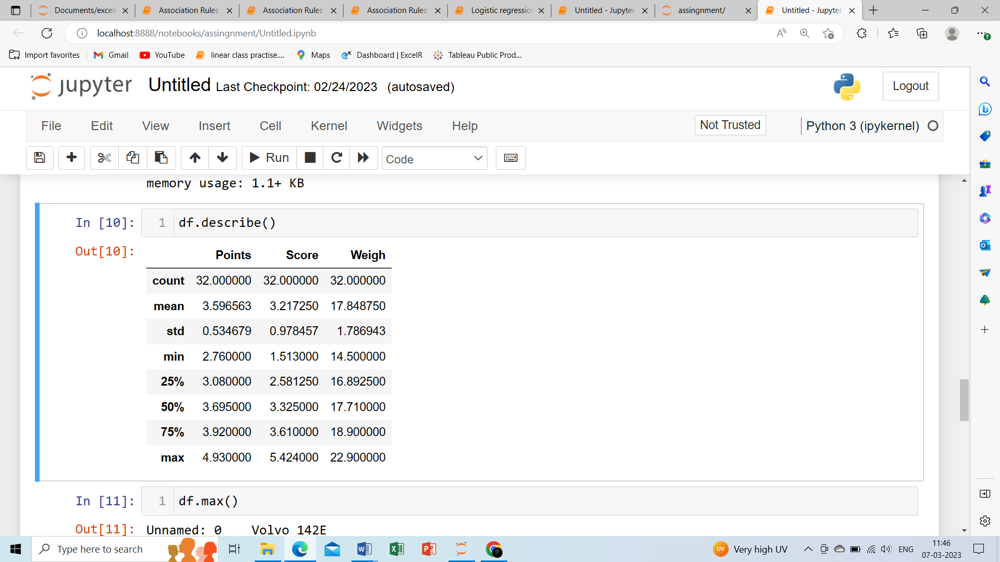 Documents/excelr
Association Rules
Association Rules
Association Rules
Logistic regression
Untitled - Jupyter
assingnment/
Untitled - Jupyter
localhost:8888/notebooks/assingnment/Untitled.ipynb
Import favorites
Gmail
YouTube
linear class practise....
Maps
Dashboard | ExcelR
Tableau Public Prod...
jupyter Untitled Last Checkpoint: 02/24/2023 (autosaved)
Logout
File Edit View Insert Cell Kernel Widgets Help
Not Trusted
Python 3 (ipykernel)
Run
Code
memory usage: 1.1+ KB
In [10]: 1 df.describe()
Out[10]:
Points Score Weigh
count 32.000000 32.000000 32.000000
mean 3.596563 3.217250 17.848750
std 0.534679 0.978457 1.786943
min 2.760000 1.513000 14.500000
25% 3.080000 2.581250 16.892500
50% 3.695000 3.325000 17.710000
75% 3.920000 3.610000 18.900000
max 4.930000 5.424000 22.900000
In [11]: 1 df.max()
Out[11]: Unnamed: 0 Volvo 142E
Type here to search
UV Very high UV
ENG
11:46
07-03-2023